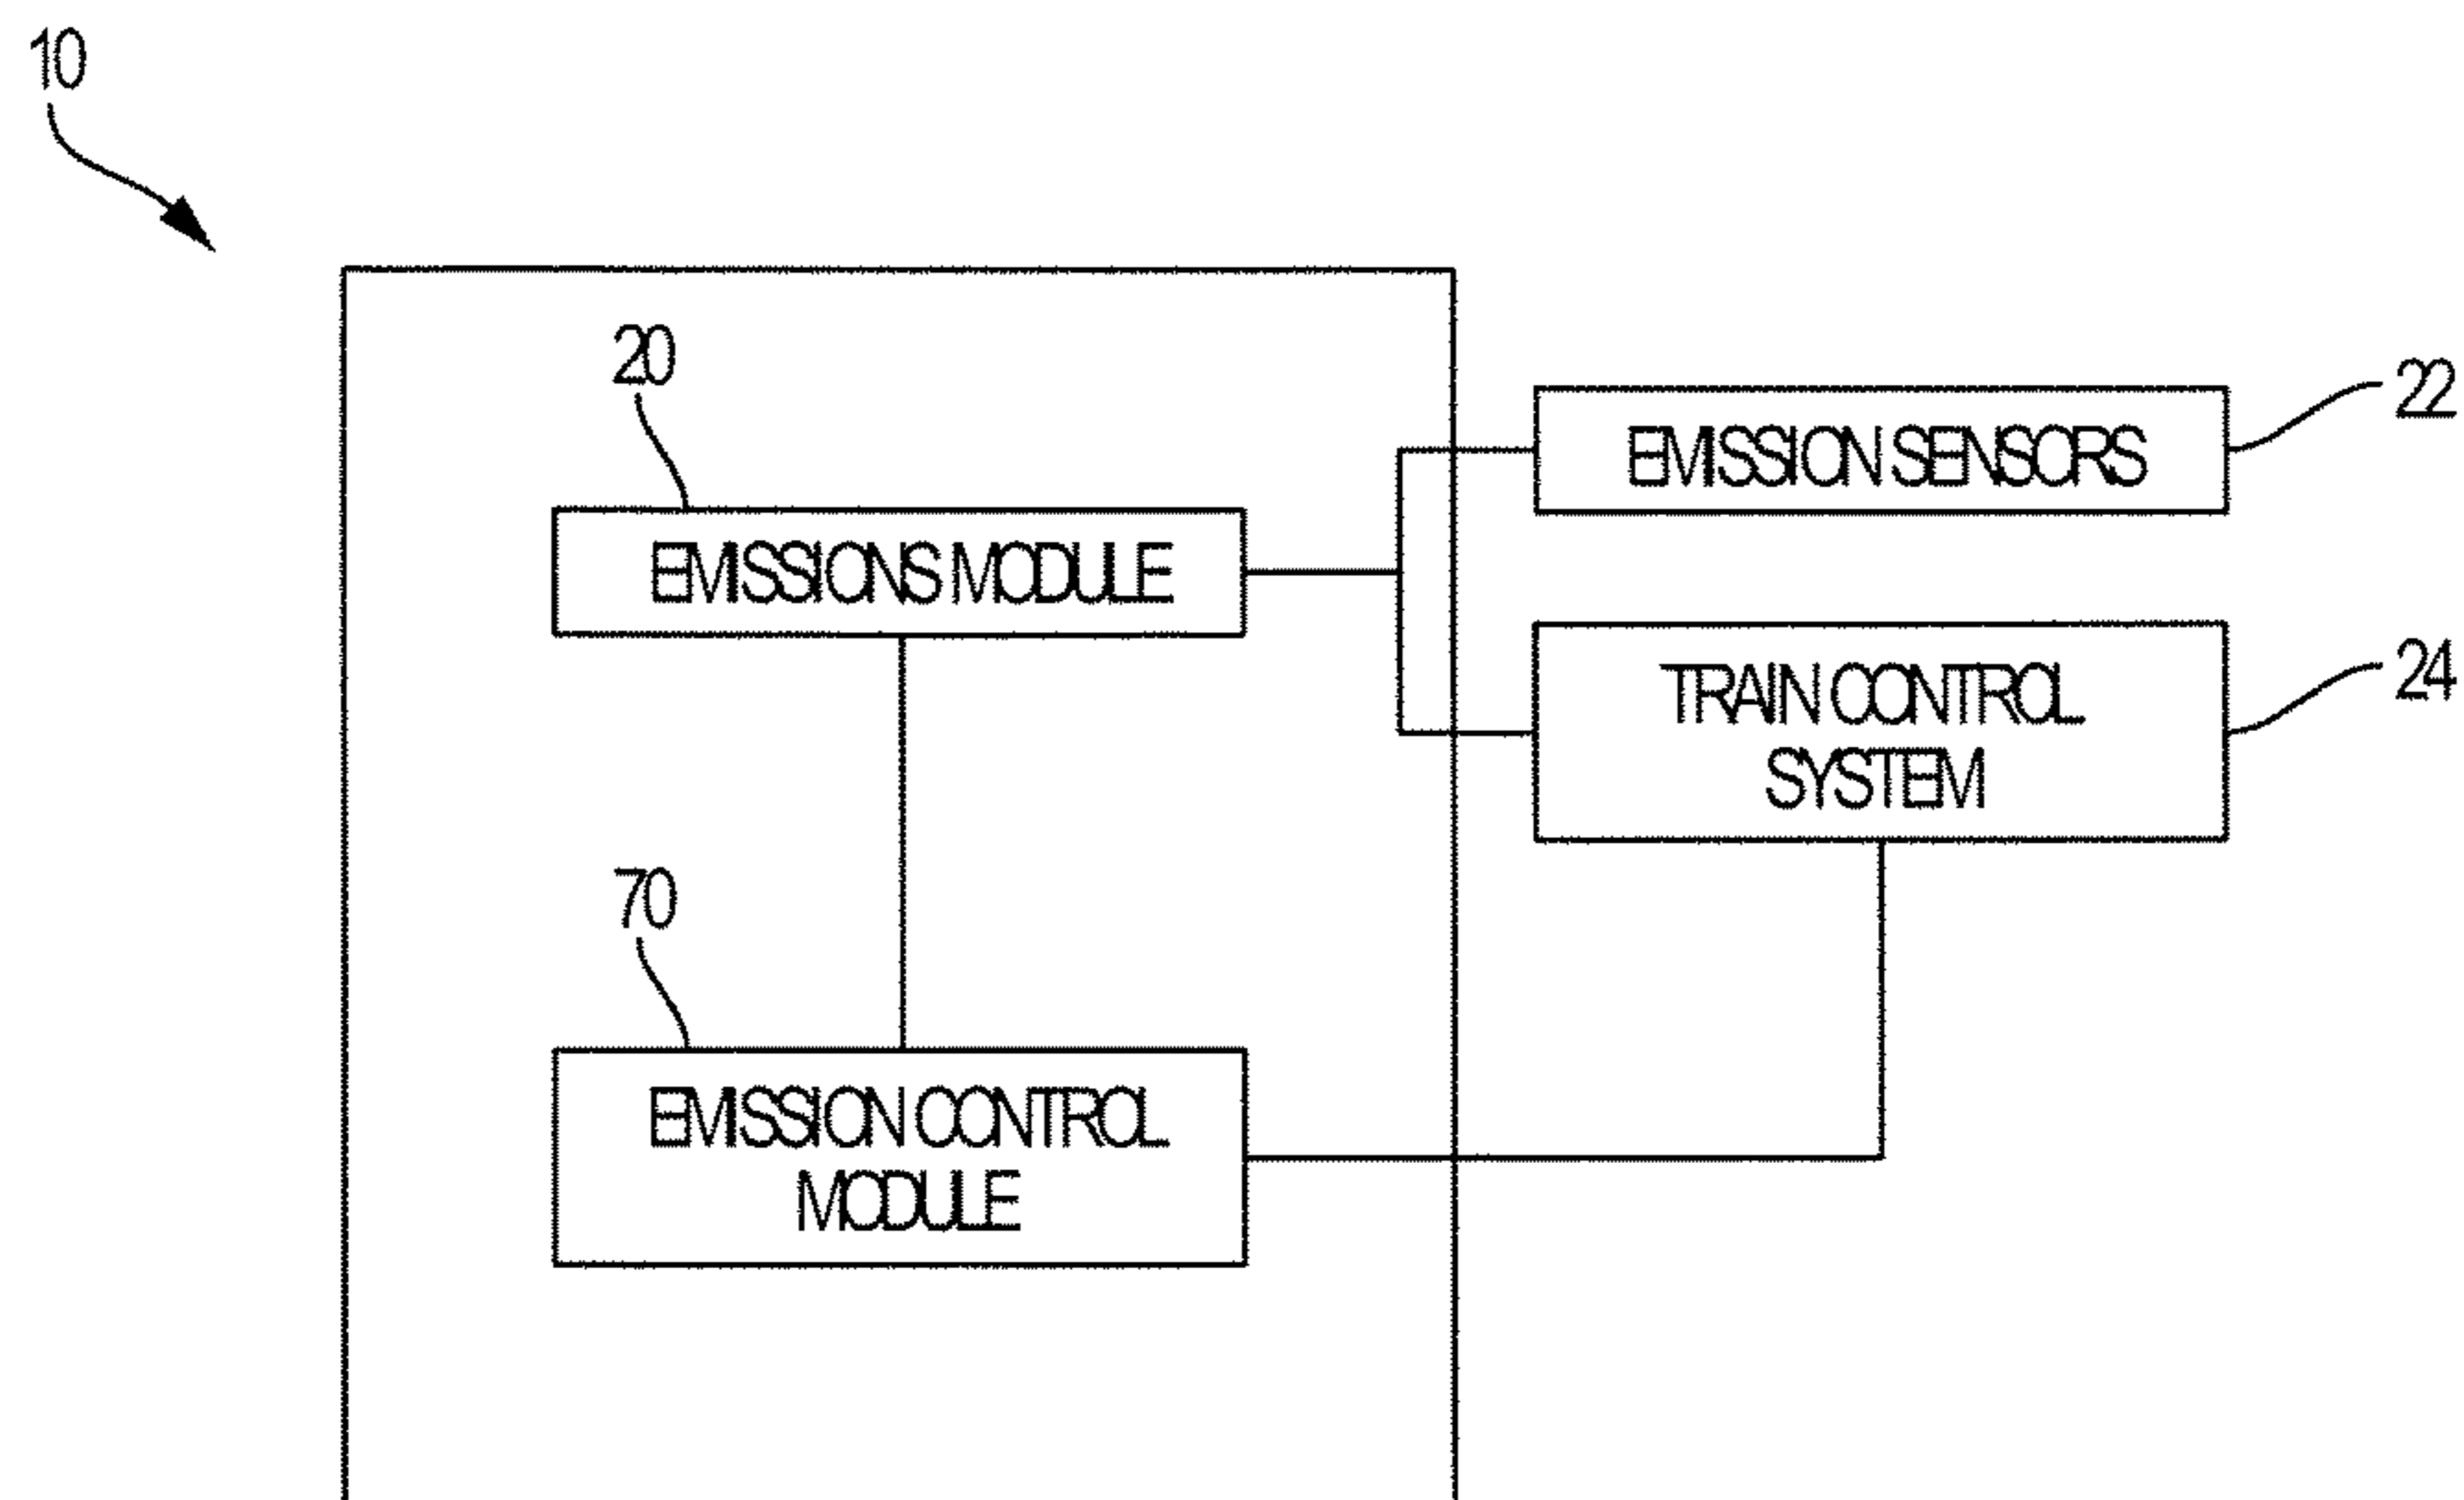 10
20
EMISSIONS MODULE
22
EMISSION SENSORS
24
TRAIN CONTROL
SYSTEM
70
EMISSION CONTROL
MODULE